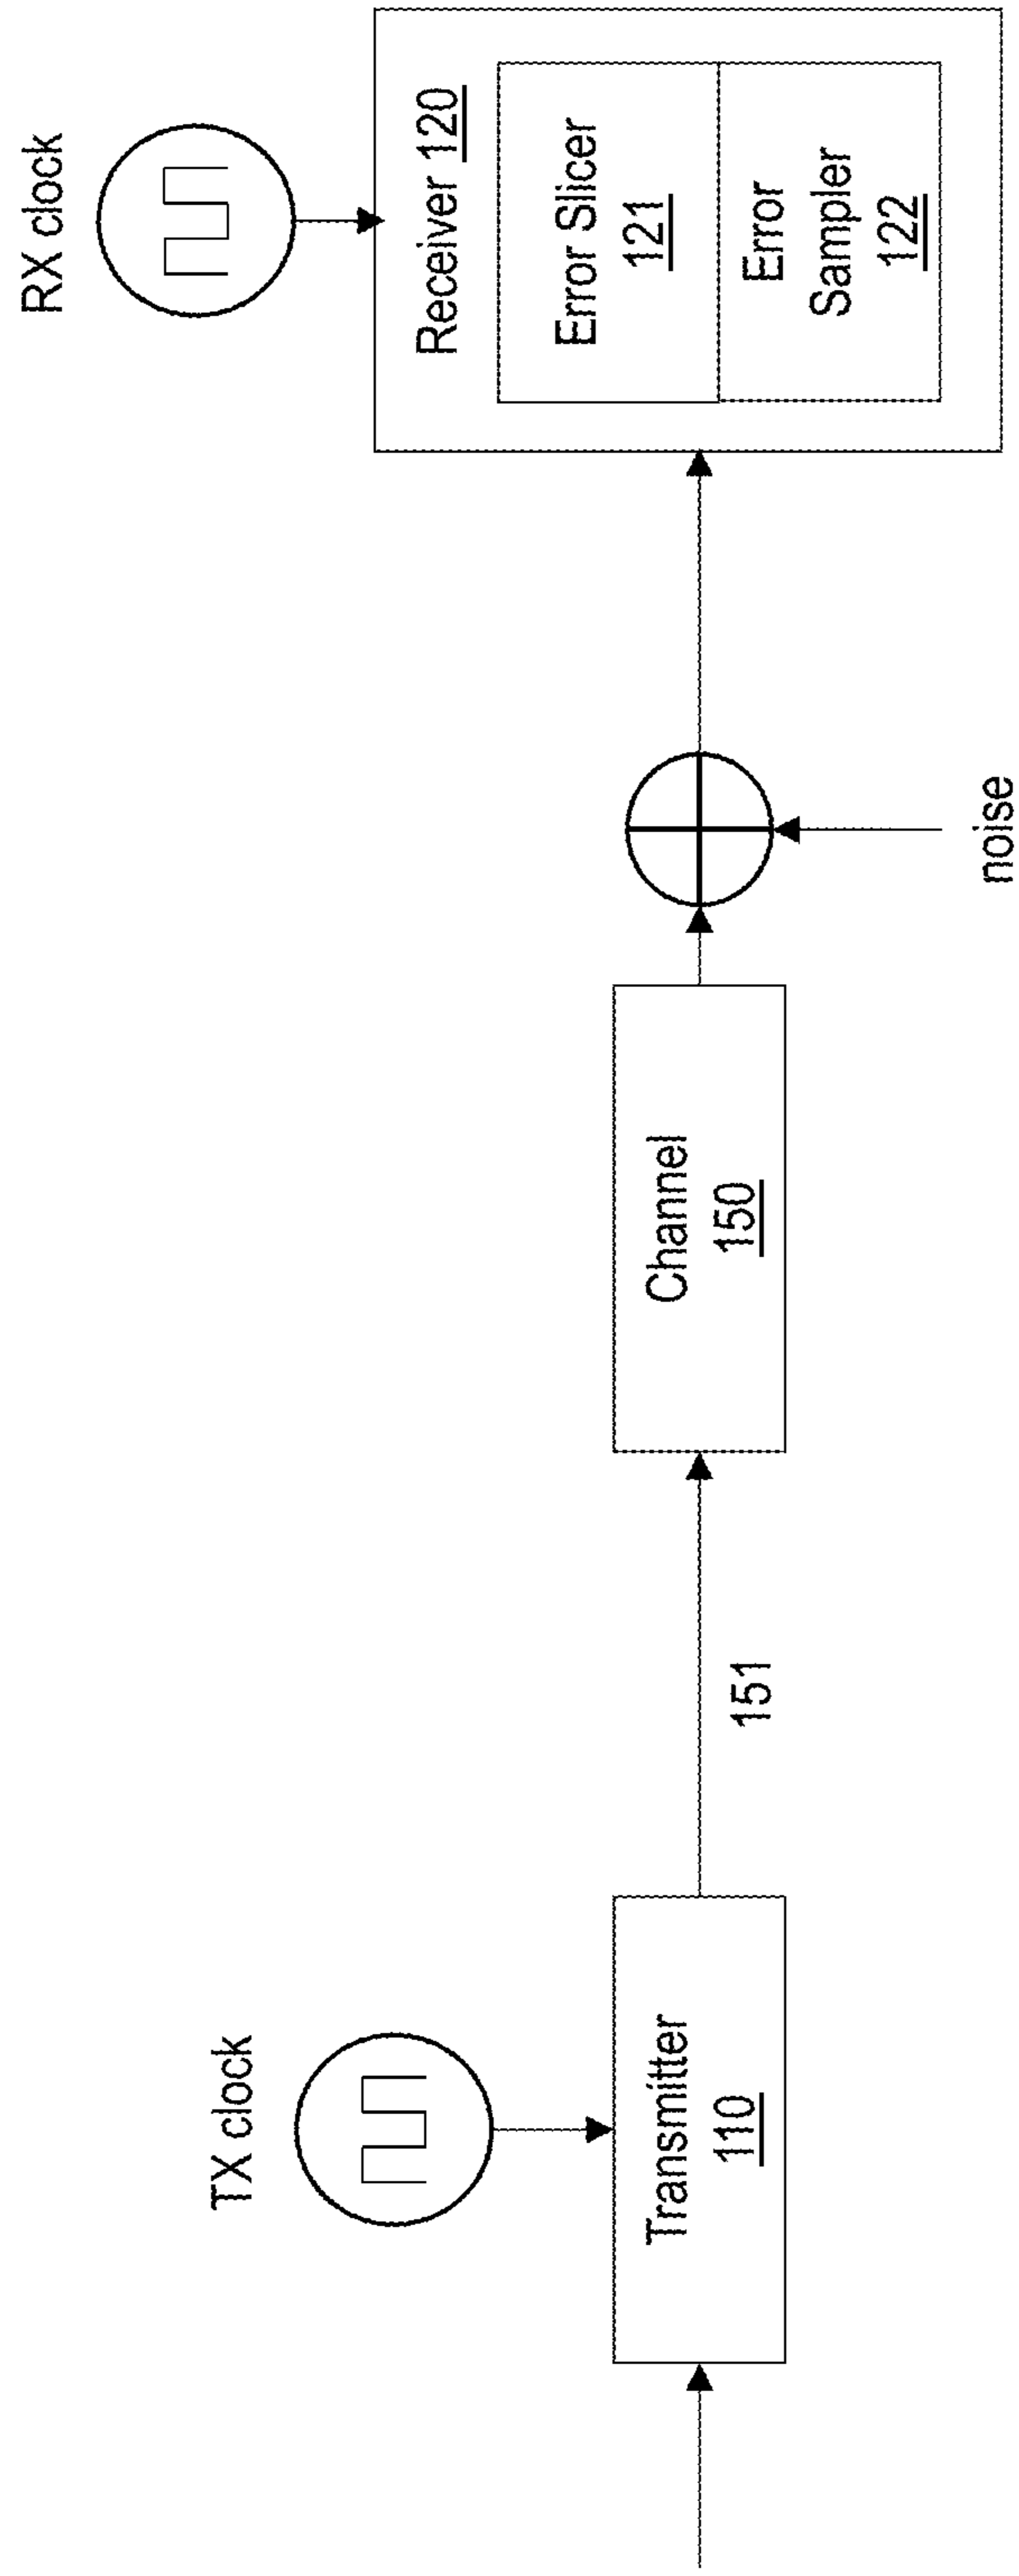 TX clock
Transmitter
110
151
Channel
150
noise
RX clock
Receiver 120
Error Slicer
121
Error
Sampler
122